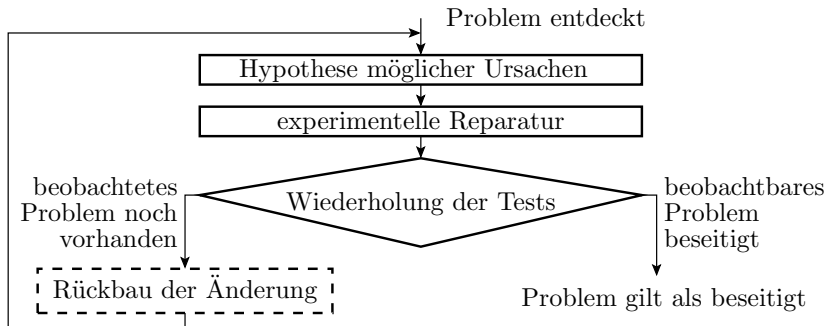 Problem entdeckt
Hypothese möglicher Ursachen
experimentelle Reparatur
Wiederholung der Tests
beobachtetes
Problem noch
vorhanden
beobachtbares
Problem
beseitigt
Rückbau der Änderung
Problem gilt als beseitigt